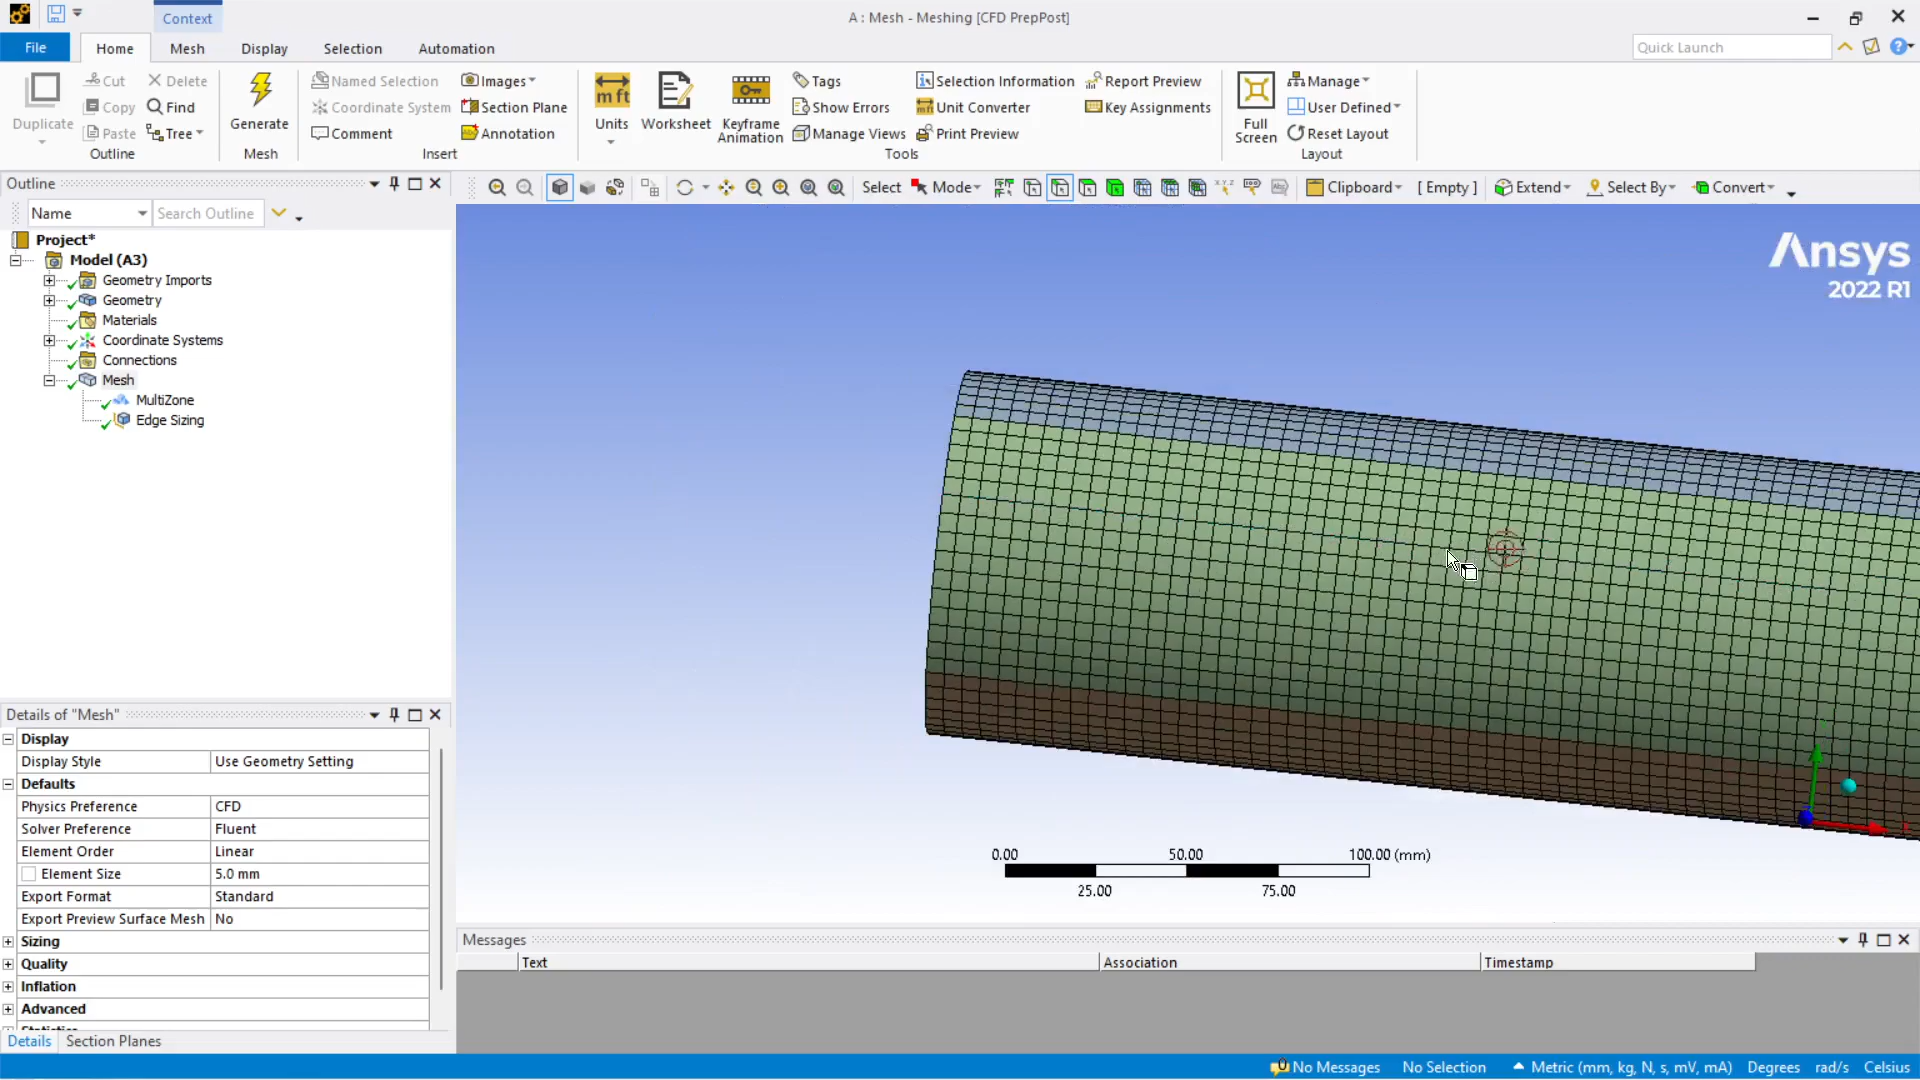 Context
A : Mesh - Meshing [CFD PrepPost]
File
Home
Mesh
Display
Selection
Automation
Quick Launch
Duplicate
Cut
Copy
Paste
Delete
Find
Tree
Outline
Generate
Mesh
Named Selection
Coordinate System
Comment
Images
Section Plane
Annotation
Insert
Units
Worksheet
Keyframe
Animation
Tags
Show Errors
Manage Views
Selection Information
Unit Converter
Print Preview
Report Preview
Key Assignments
Tools
Full
Screen
Manage
User Defined
Reset Layout
Layout
Outline
Select
Mode
Clipboard
[ Empty ]
Extend
Select By
Convert
Name
Search Outline
Project*
Model (A3)
Geometry Imports
Geometry
Materials
Coordinate Systems
Connections
Mesh
MultiZone
Edge Sizing
Ansys
2022 R1
0.00
50.00
100.00 (mm)
25.00
75.00
Details of "Mesh"
Display
Display Style
Use Geometry Setting
Defaults
Physics Preference
CFD
Solver Preference
Fluent
Element Order
Linear
Element Size
5.0 mm
Export Format
Standard
Export Preview Surface Mesh
No
Sizing
Quality
Inflation
Advanced
Statistics
Details
Section Planes
Messages
Text
Association
Timestamp
0
No Messages
No Selection
Metric (mm, kg, N, s, mV, mA)
Degrees
rad/s
Celsius